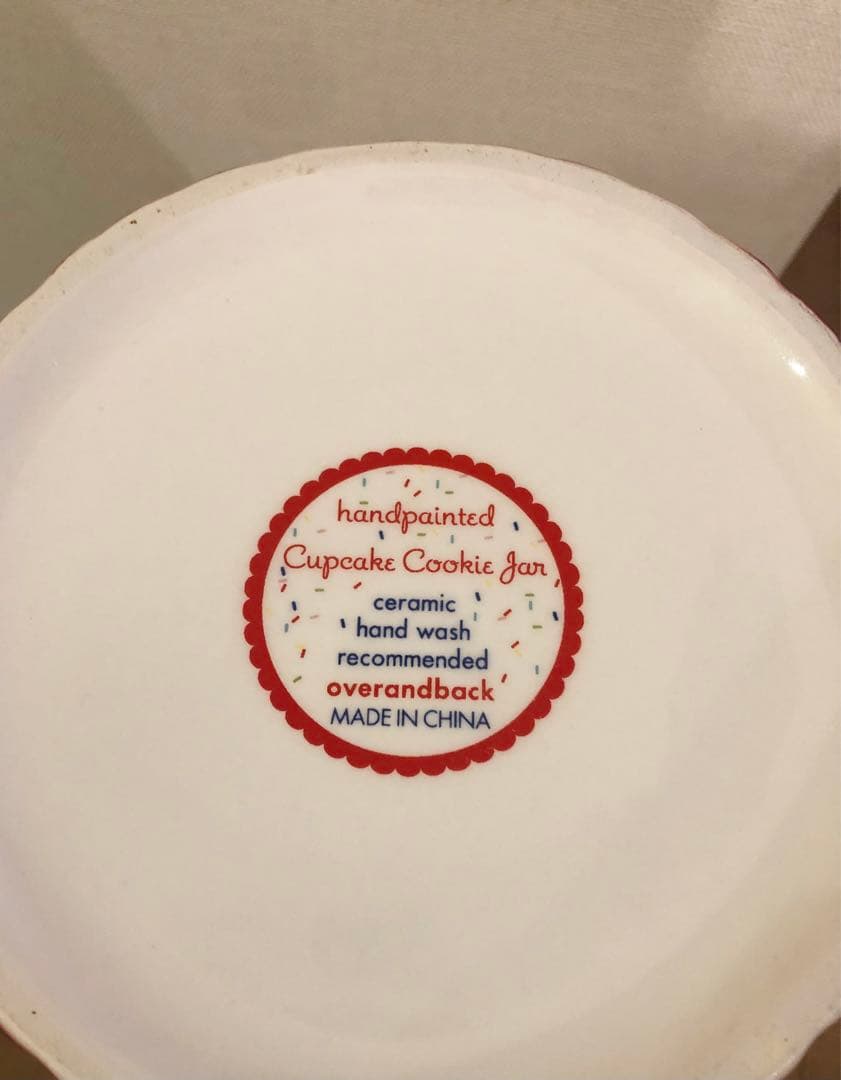 handpainted
Cupcake Cookie Jar
ceramic
hand wash
recommended
overandback
MADE IN CHINA